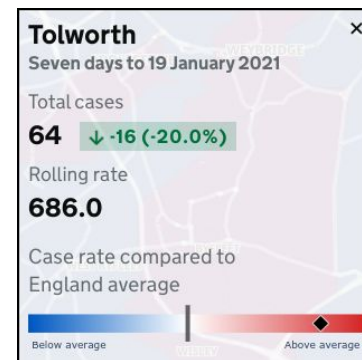 Tolworth
×
Seven days to 19 January 2021
Total cases
64 ↓ -16 (-20.0%)
Rolling rate
686.0
Case rate compared to
England average
Below average
Above average